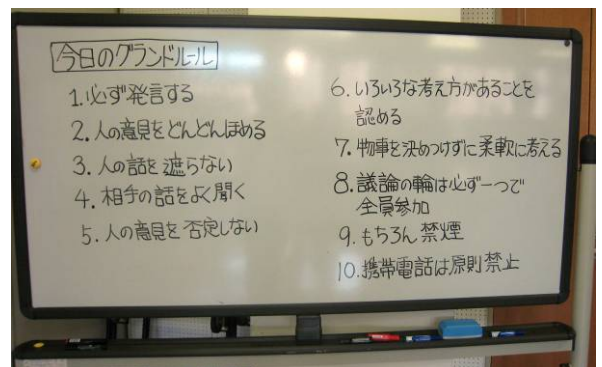 今日のグランドルール
1.必ず発言する
2.人の意見をどんどんほめる
3.人の話を遮らない
4.相手の話をよく聞く
5.人の意見を否定しない
6.いろいろな考え方があることを
認める
7.物事を決めつけずに柔軟に考える
8.議論の輪は必ず一つで
全員参加
9.もちろん禁煙
10.携帯電話は原則禁止